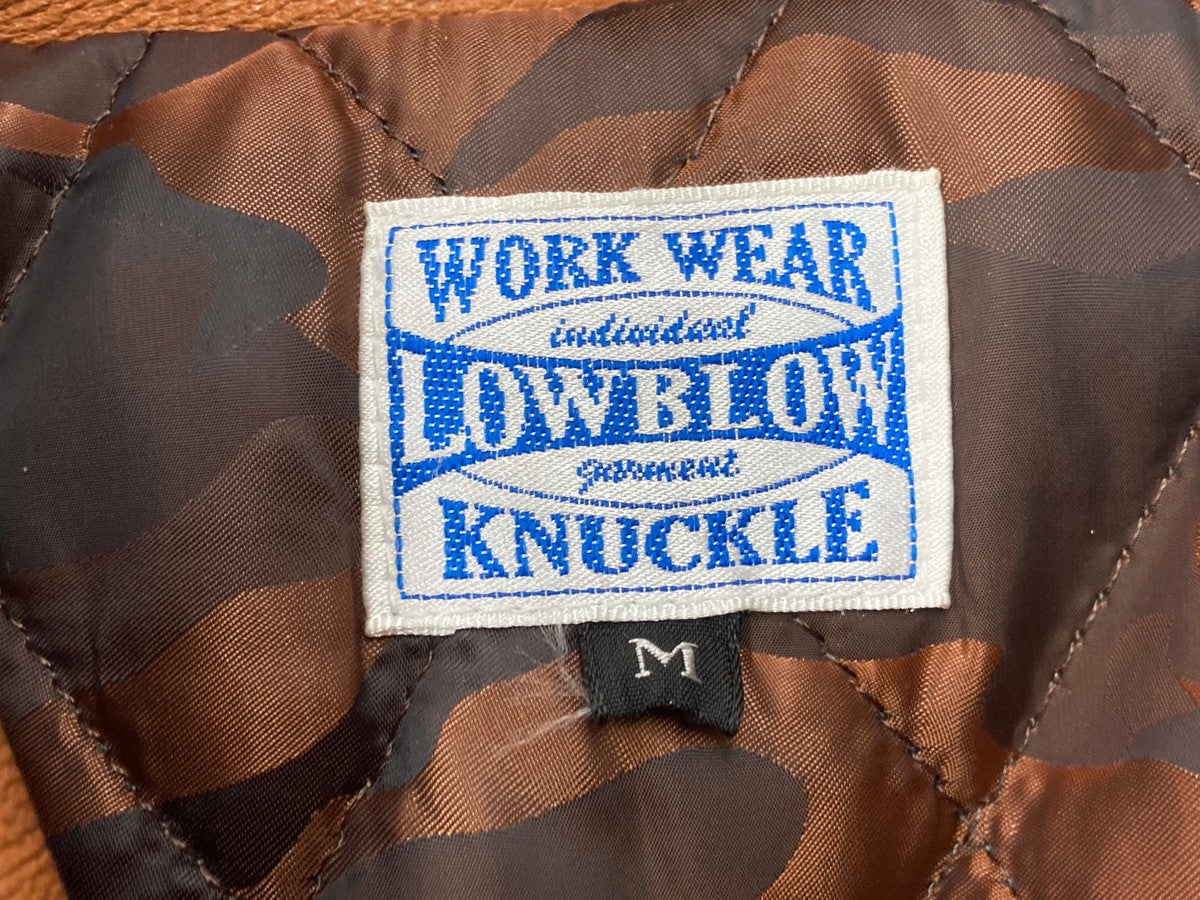 WORK WEAR
individual
LOWBLOW
garment
KNUCKLE
M